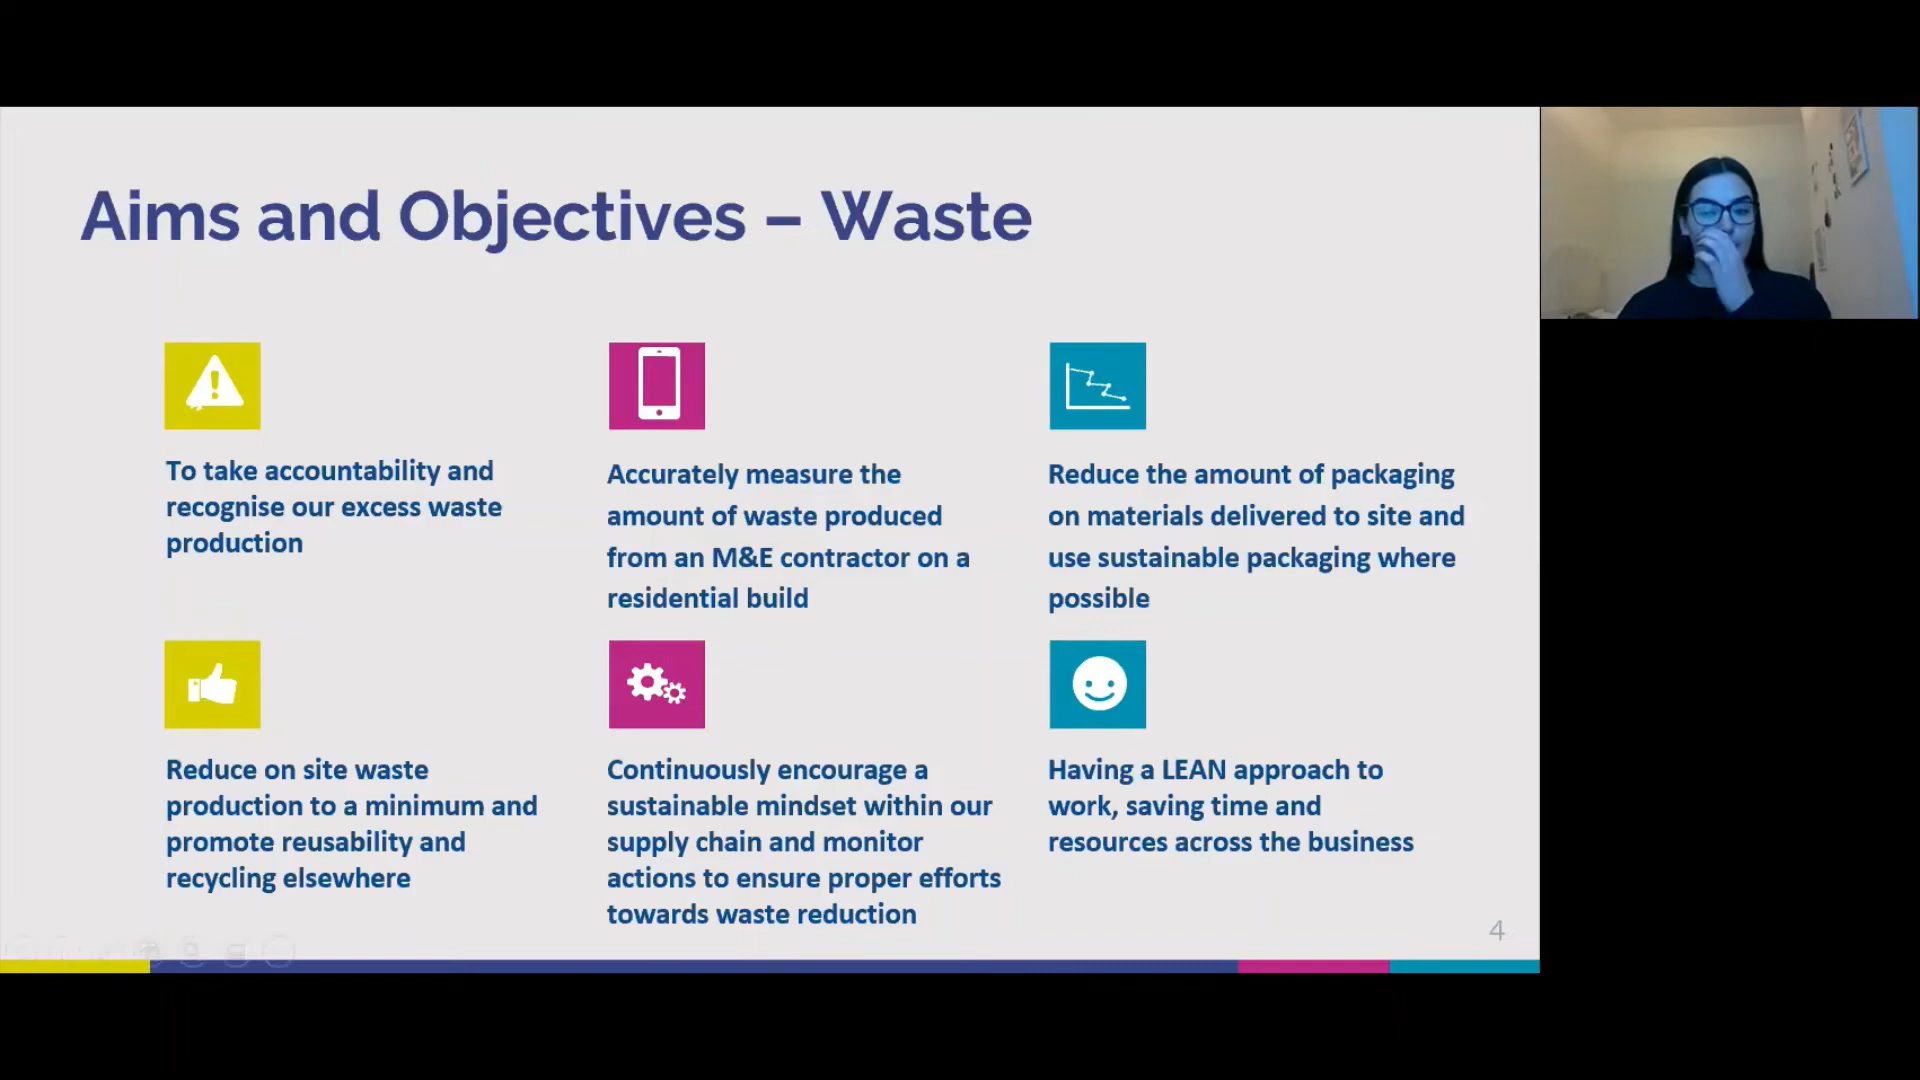 Aims and Objectives – Waste
To take accountability and
recognise our excess waste
production
Accurately measure the
amount of waste produced
from an M&E contractor on a
residential build
Reduce the amount of packaging
on materials delivered to site and
use sustainable packaging where
possible
Reduce on site waste
production to a minimum and
promote reusability and
recycling elsewhere
Continuously encourage a
sustainable mindset within our
supply chain and monitor
actions to ensure proper efforts
towards waste reduction
Having a LEAN approach to
work, saving time and
resources across the business
4